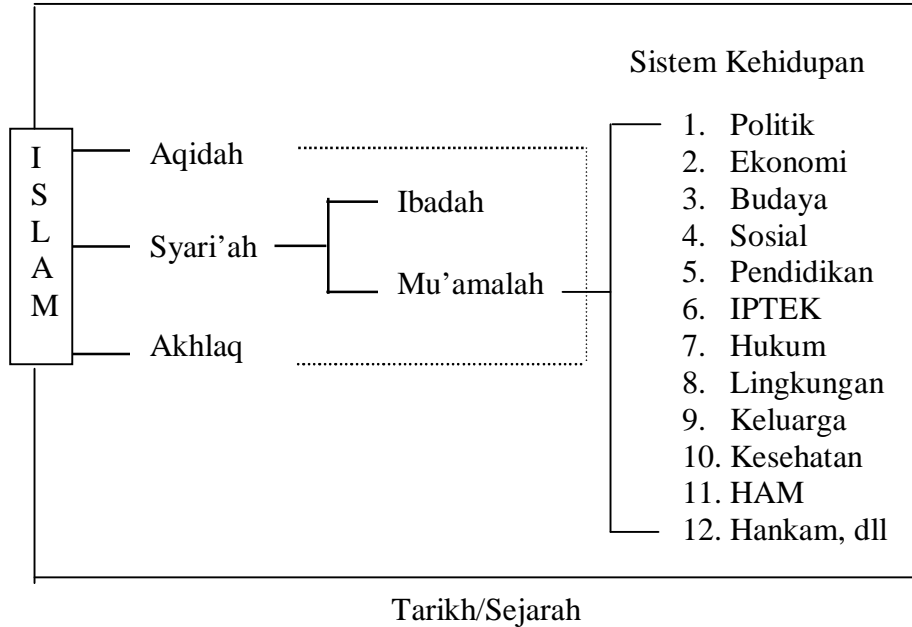 Sistem Kehidupan
I
S
L
A
M
Aqidah
Syari’ah
Akhlaq
Ibadah
Mu’amalah
1. Politik
2. Ekonomi
3. Budaya
4. Sosial
5. Pendidikan
6. IPTEK
7. Hukum
8. Lingkungan
9. Keluarga
10. Kesehatan
11. HAM
12. Hankam, dll
Tarikh/Sejarah